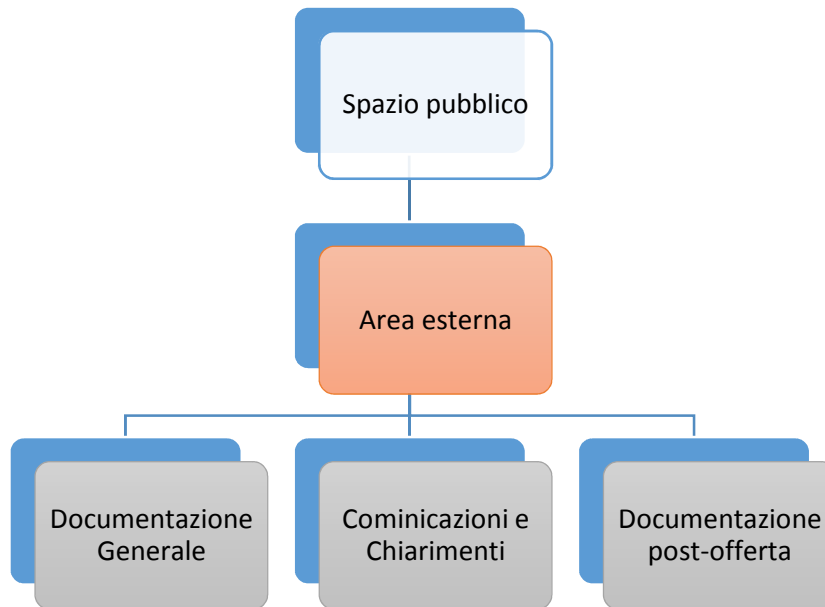 Spazio pubblico
Area esterna
Documentazione
Generale
Cominicazioni e
Chiarimenti
Documentazione
post-offerta